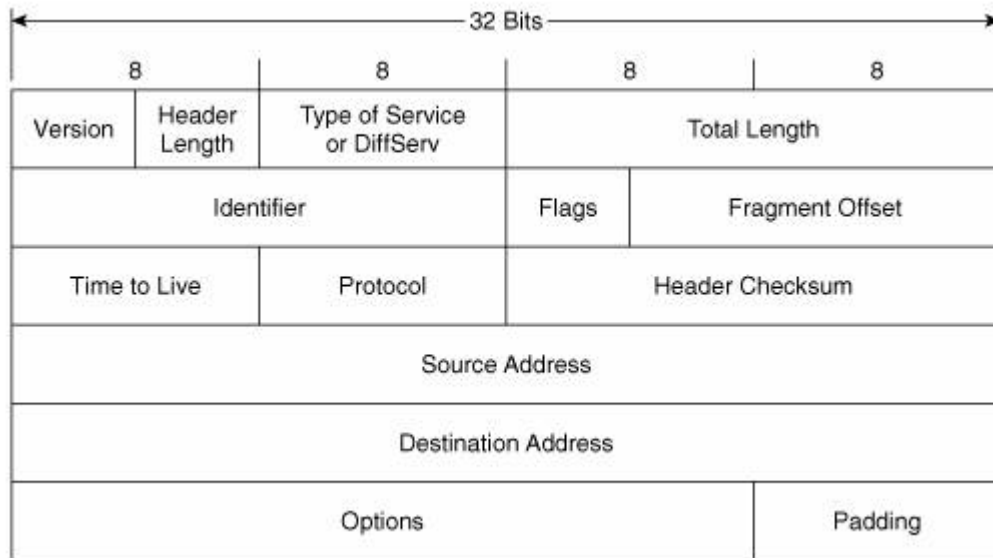 32 Bits
8 8 8 8
Version
Header
Length
Type of Service
or DiffServ
Total Length
Identifier
Flags
Fragment Offset
Time to Live
Protocol
Header Checksum
Source Address
Destination Address
Options
Padding